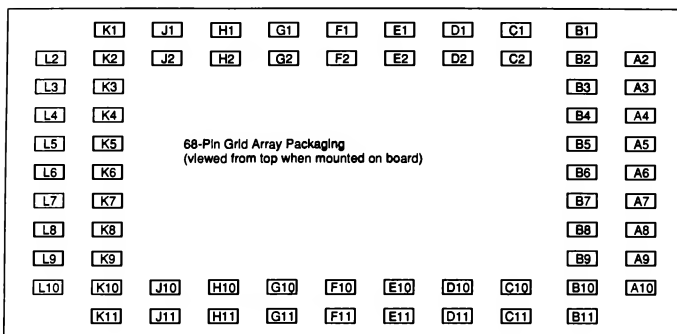 K1 J1 H1 G1 F1 E1 D1 C1 B1
L2 K2 J2 H2 G2 F2 E2 D2 C2 B2 A2
L3 K3 B3 A3
L4 K4 B4 A4
L5 K5 68-Pin Grid Array Packaging B5 A5
(viewed from top when mounted on board)
L6 K6 B6 A6
L7 K7 B7 A7
L8 K8 B8 A8
L9 K9 B9 A9
L10 K10 J10 H10 G10 F10 E10 D10 C10 B10 A10
K11 J11 H11 G11 F11 E11 D11 C11 B11